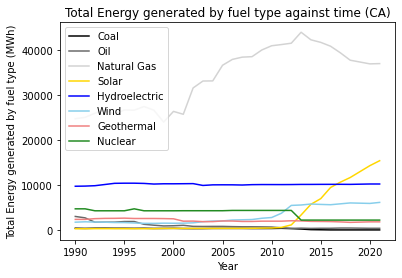 Total Energy generated by fuel type against time (CA)
Total Energy generated by fuel type (MWh)
40000
30000
20000
10000
0
Coal
Oil
Natural Gas
Solar
Hydroelectric
Wind
Geothermal
Nuclear
1990
1995
2000
2005
2010
2015
2020
Year